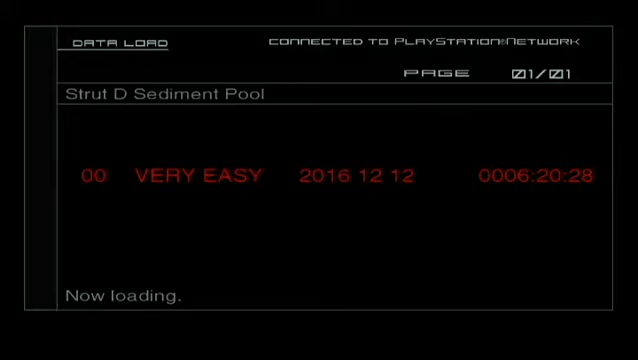 DATA LOAD
CONNECTED TO PLAYSTATION®NETWORK
PAGE 01/01
Strut D Sediment Pool
00 VERY EASY 2016 12 12 0006:20:28
Now loading.